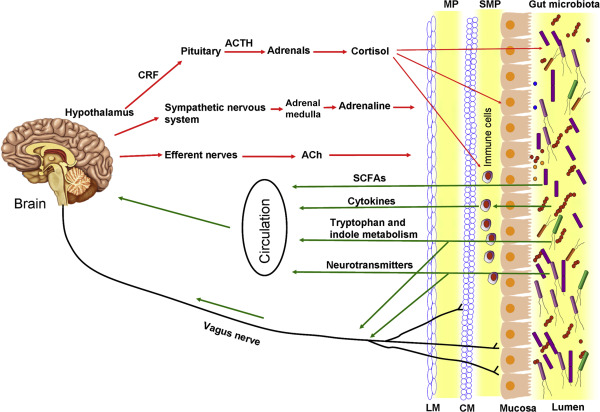 MP SMP Gut microbiota
ACTH
Pituitary Adrenals Cortisol
CRF
Hypothalamus
Sympathetic nervous system
Adrenal medulla
Adrenaline
Immune cells
Efferent nerves ACh
SCFAs
Brain
Cytokines
Circulation
Tryptophan and
indole metabolism
Neurotransmitters
Vagus nerve
LM CM Mucosa Lumen